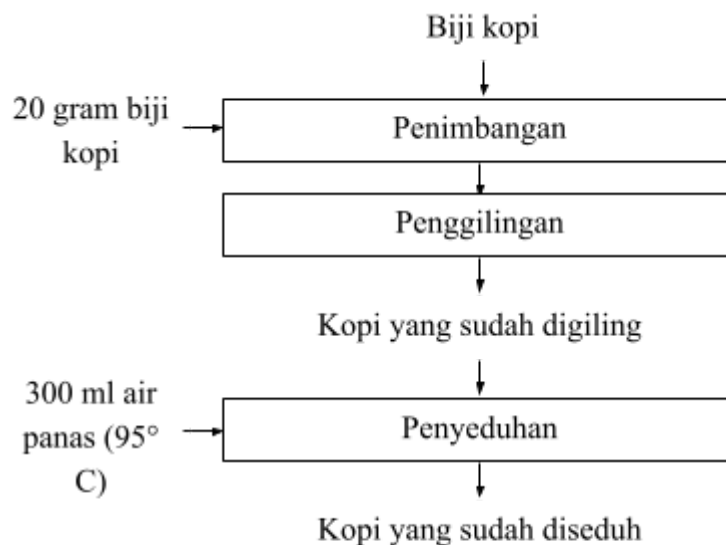 Biji kopi
20 gram biji
kopi
Penimbangan
Penggilingan
Kopi yang sudah digiling
300 ml air
panas (95°
C)
Penyeduhan
Kopi yang sudah diseduh